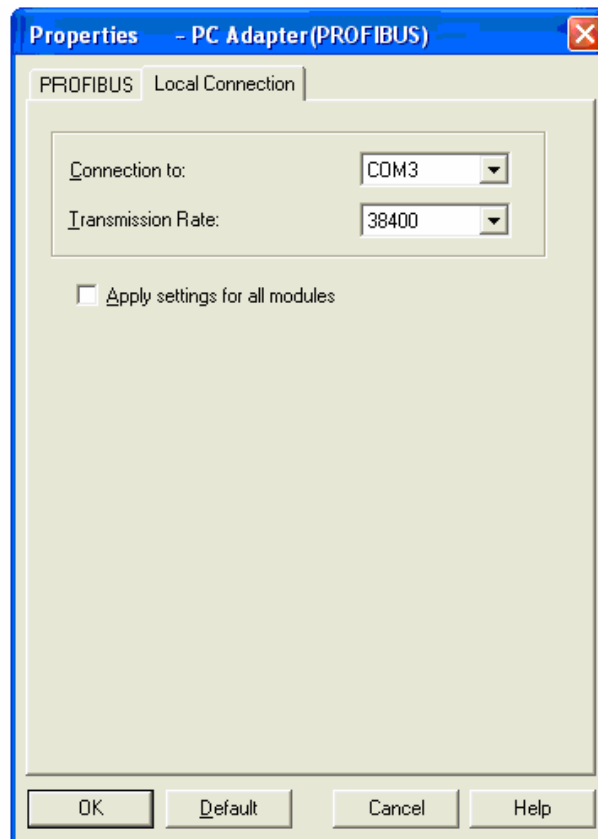 Properties - PC Adapter(PROFIBUS)
PROFIBUS Local Connection
Connection to: COM3
Transmission Rate: 38400
Apply settings for all modules
OK Default Cancel Help